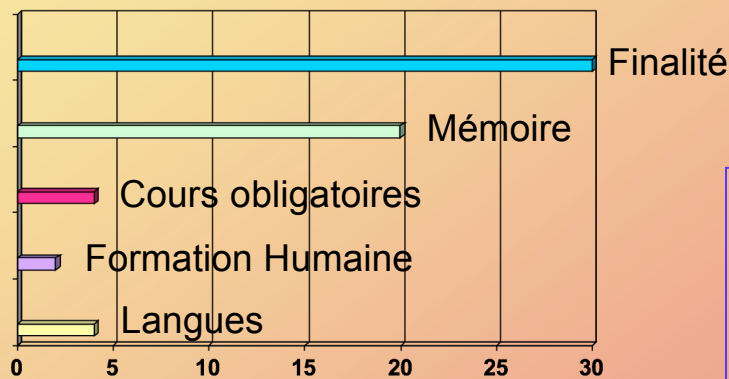 Finalité
Mémoire
Cours obligatoires
Formation Humaine
Langues
0 5 10 15 20 25 30